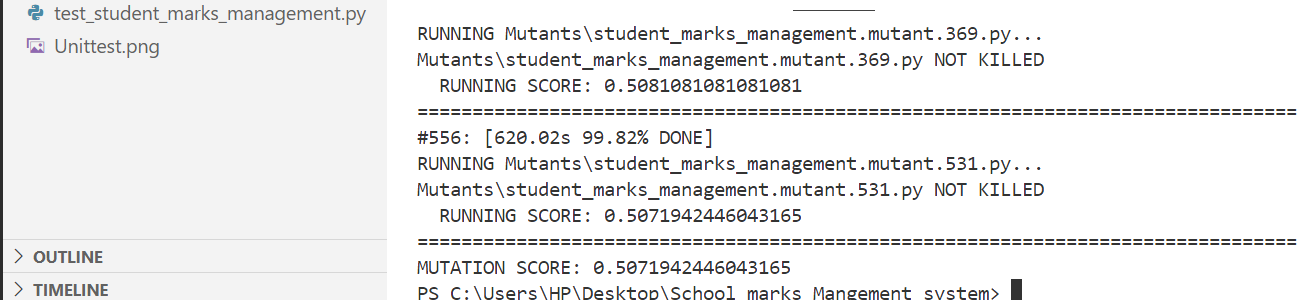 test_student_marks_management.py
Unittest.png
OUTLINE
TIMELINE
RUNNING Mutants\student_marks_management.mutant.369.py...
Mutants\student_marks_management.mutant.369.py NOT KILLED
RUNNING SCORE: 0.5081081081081081
================================================================================
#556: [620.02s 99.82% DONE]
RUNNING Mutants\student_marks_management.mutant.531.py...
Mutants\student_marks_management.mutant.531.py NOT KILLED
RUNNING SCORE: 0.5071942446043165
================================================================================
MUTATION SCORE: 0.5071942446043165
PS C:\Users\HP\Desktop\School marks Mangement system>